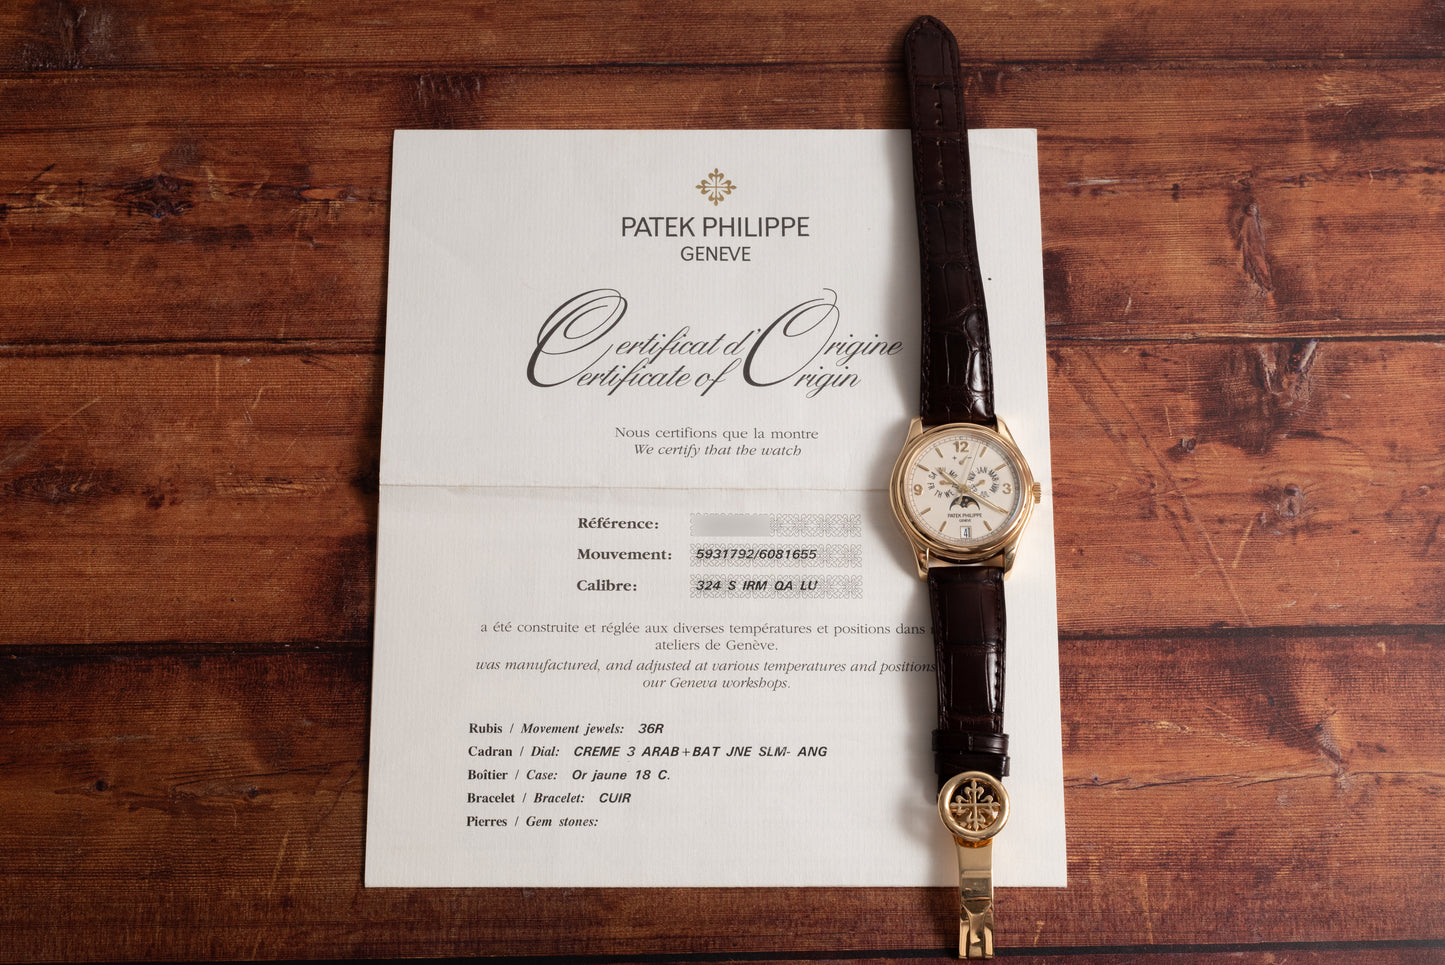 PATEK PHILIPPE
GENEVE
Certificat d'Origine
Certificate of Origin
Nous certifions que la montre
We certify that the watch
Référence:
Mouvement: 5931792/6081655
Calibre: 324 S IRM QA LU
a été construite et réglée aux diverses températures et positions dans
ateliers de Genève.
was manufactured, and adjusted at various temperatures and positions
our Geneva workshops.
Rubis / Movement jewels: 36R
Cadran / Dial: CREME 3 ARAB+BAT JNE SLM- ANG
Boîtier / Case: Or jaune 18 C.
Bracelet / Bracelet: CUIR
Pierres / Gem stones:
12
9
3
PATEK PHILIPPE
GENEVE